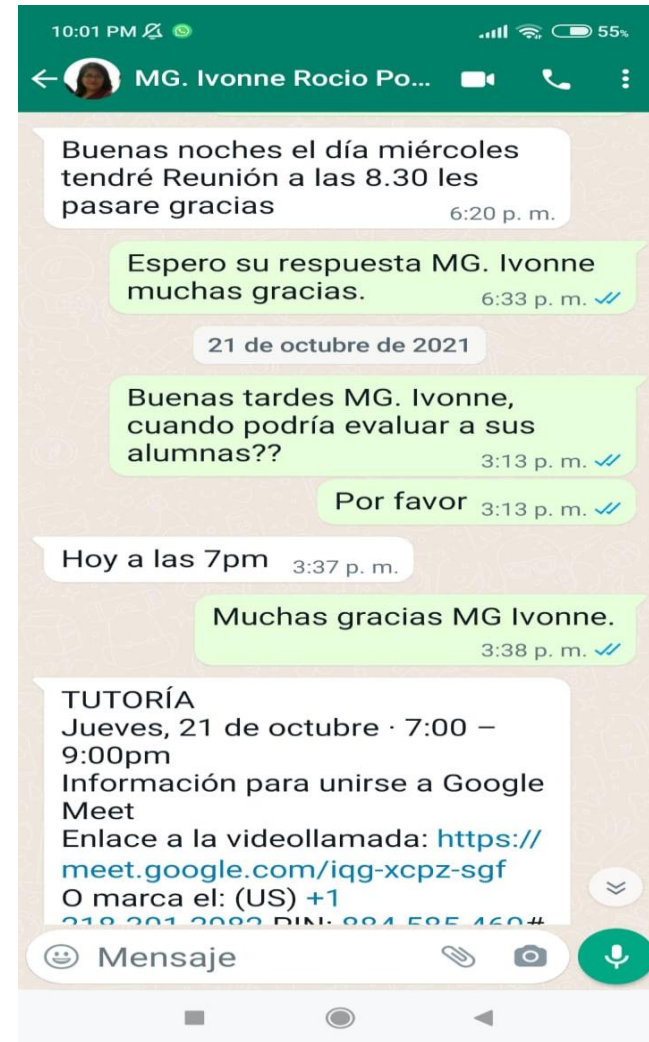 10:01 PM 55%
MG. Ivonne Rocio Po...
Buenas noches el día miércoles
tendré Reunión a las 8.30 les
pasare gracias
6:20 p. m.
Espero su respuesta MG. Ivonne
muchas gracias.
6:33 p. m.
21 de octubre de 2021
Buenas tardes MG. Ivonne,
cuando podría evaluar a sus
alumnas??
3:13 p. m.
Por favor 3:13 p. m.
Hoy a las 7pm 3:37 p. m.
Muchas gracias MG Ivonne.
3:38 p. m.
TUTORÍA
Jueves, 21 de octubre · 7:00 –
9:00pm
Información para unirse a Google
Meet
Enlace a la videollamada: https://
meet.google.com/iqg-xcpz-sgf
O marca el: (US) +1
PIN:
Mensaje